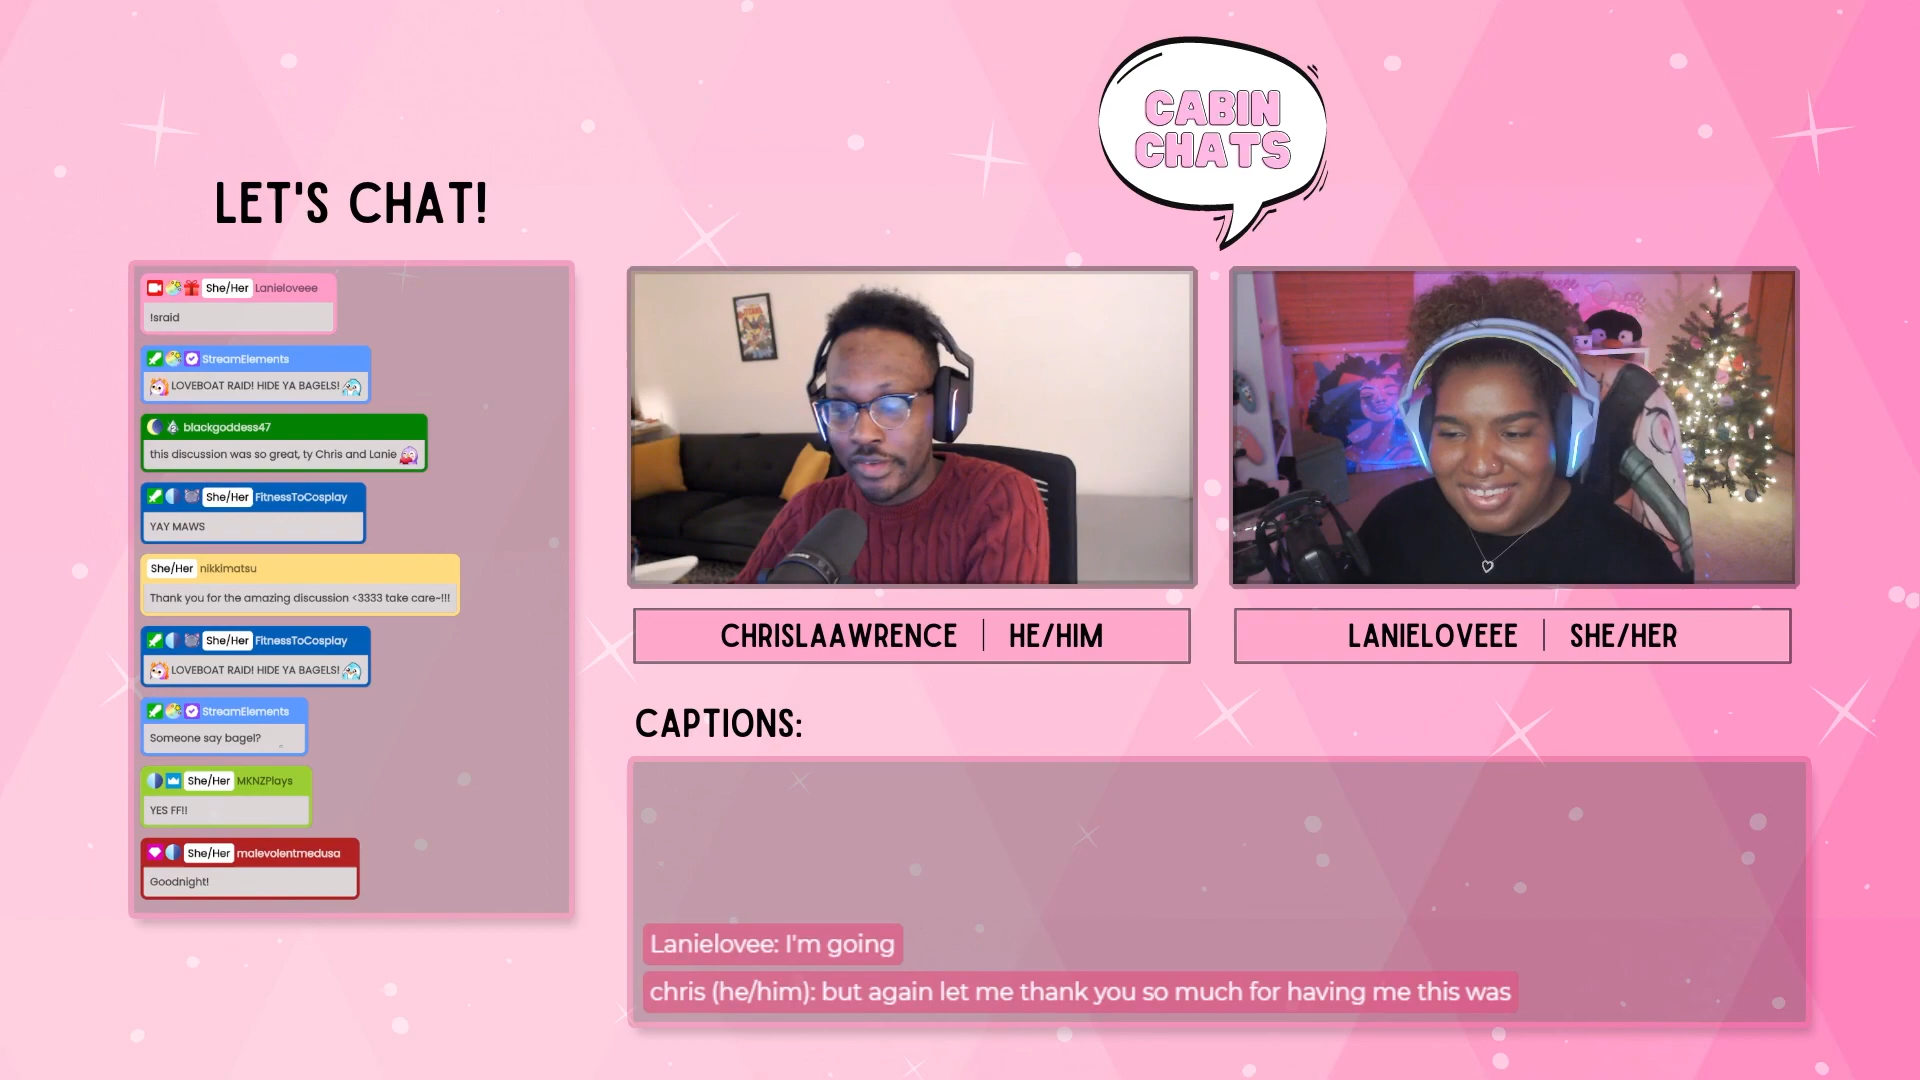 CABIN
CHATS
LET'S CHAT!
She/Her Lanieloveee
!sraid
StreamElements
LOVEBOAT RAID! HIDE YA BAGELS!
blackgoddess47
this discussion was so great, ty Chris and Lanie
She/Her FitnessToCosplay
YAY MAWS
She/Her nikkimatsu
Thank you for the amazing discussion <3333 take care~!!!
She/Her FitnessToCosplay
LOVEBOAT RAID! HIDE YA BAGELS!
StreamElements
Someone say bagel?
She/Her MKNZPlays
YES FF!!
She/Her malevolentmedusa
Goodnight!
CHRISLAAWRENCE | HE/HIM
LANIELOVEEE | SHE/HER
CAPTIONS:
Lanielovee: I'm going
chris (he/him): but again let me thank you so much for having me this was